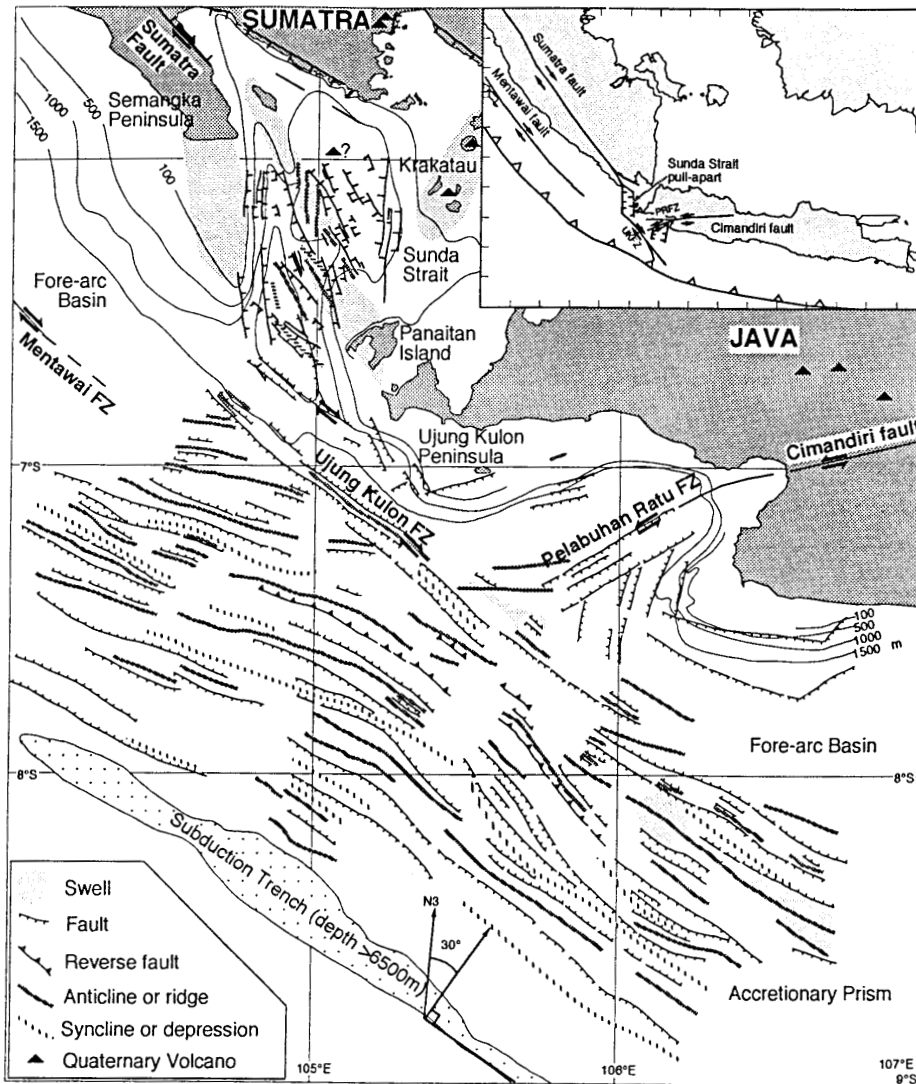 SUMATRA
Sumatra
Fault
Semangka
Peninsula
500
1000
1500
100
?
Krakatau
Sunda
Strait
Fore-arc
Basin
Panaitan
Island
Mentawai FZ
JAVA
Ujung Kulon
Peninsula
Cimandiri fault
7°S
Ujung Kulon FZ
Pelabuhan Ratu FZ
100
500
1000
1500 m
Fore-arc Basin
8°S
8°S
Subduction Trench (depth >6500m)
N3
30°
Accretionary Prism
105°E
106°E
107°E
9°S
Sumatra fault
Mentawai fault
Sunda Strait
pull-apart
PRFZ
UKFZ
Cimandiri fault
Swell
Fault
Reverse fault
Anticline or ridge
Syncline or depression
Quaternary Volcano